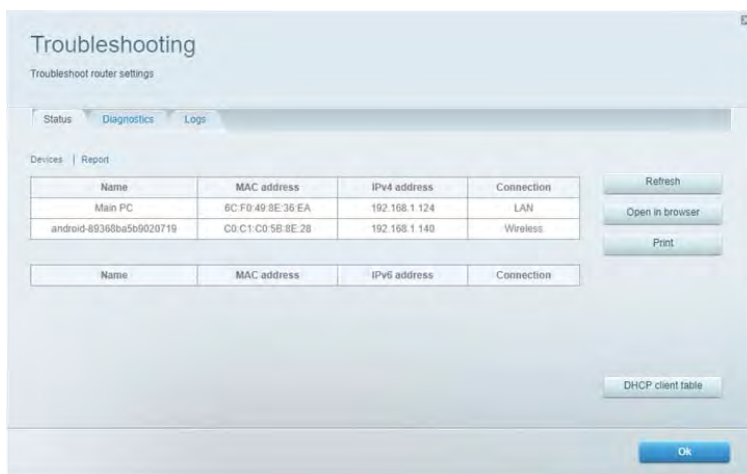 Troubleshooting
Troubleshoot router settings
Status Diagnostics Logs
Devices | Report
Name MAC address IPv4 address Connection
Main PC 6C:F0:49:8E:36:EA 192.168.1.124 LAN
android-89368ba5b9020719 C0:C1:C0:5B:8E:28 192.168.1.140 Wireless
Name MAC address IPv6 address Connection
Refresh
Open in browser
Print
DHCP client table
Ok